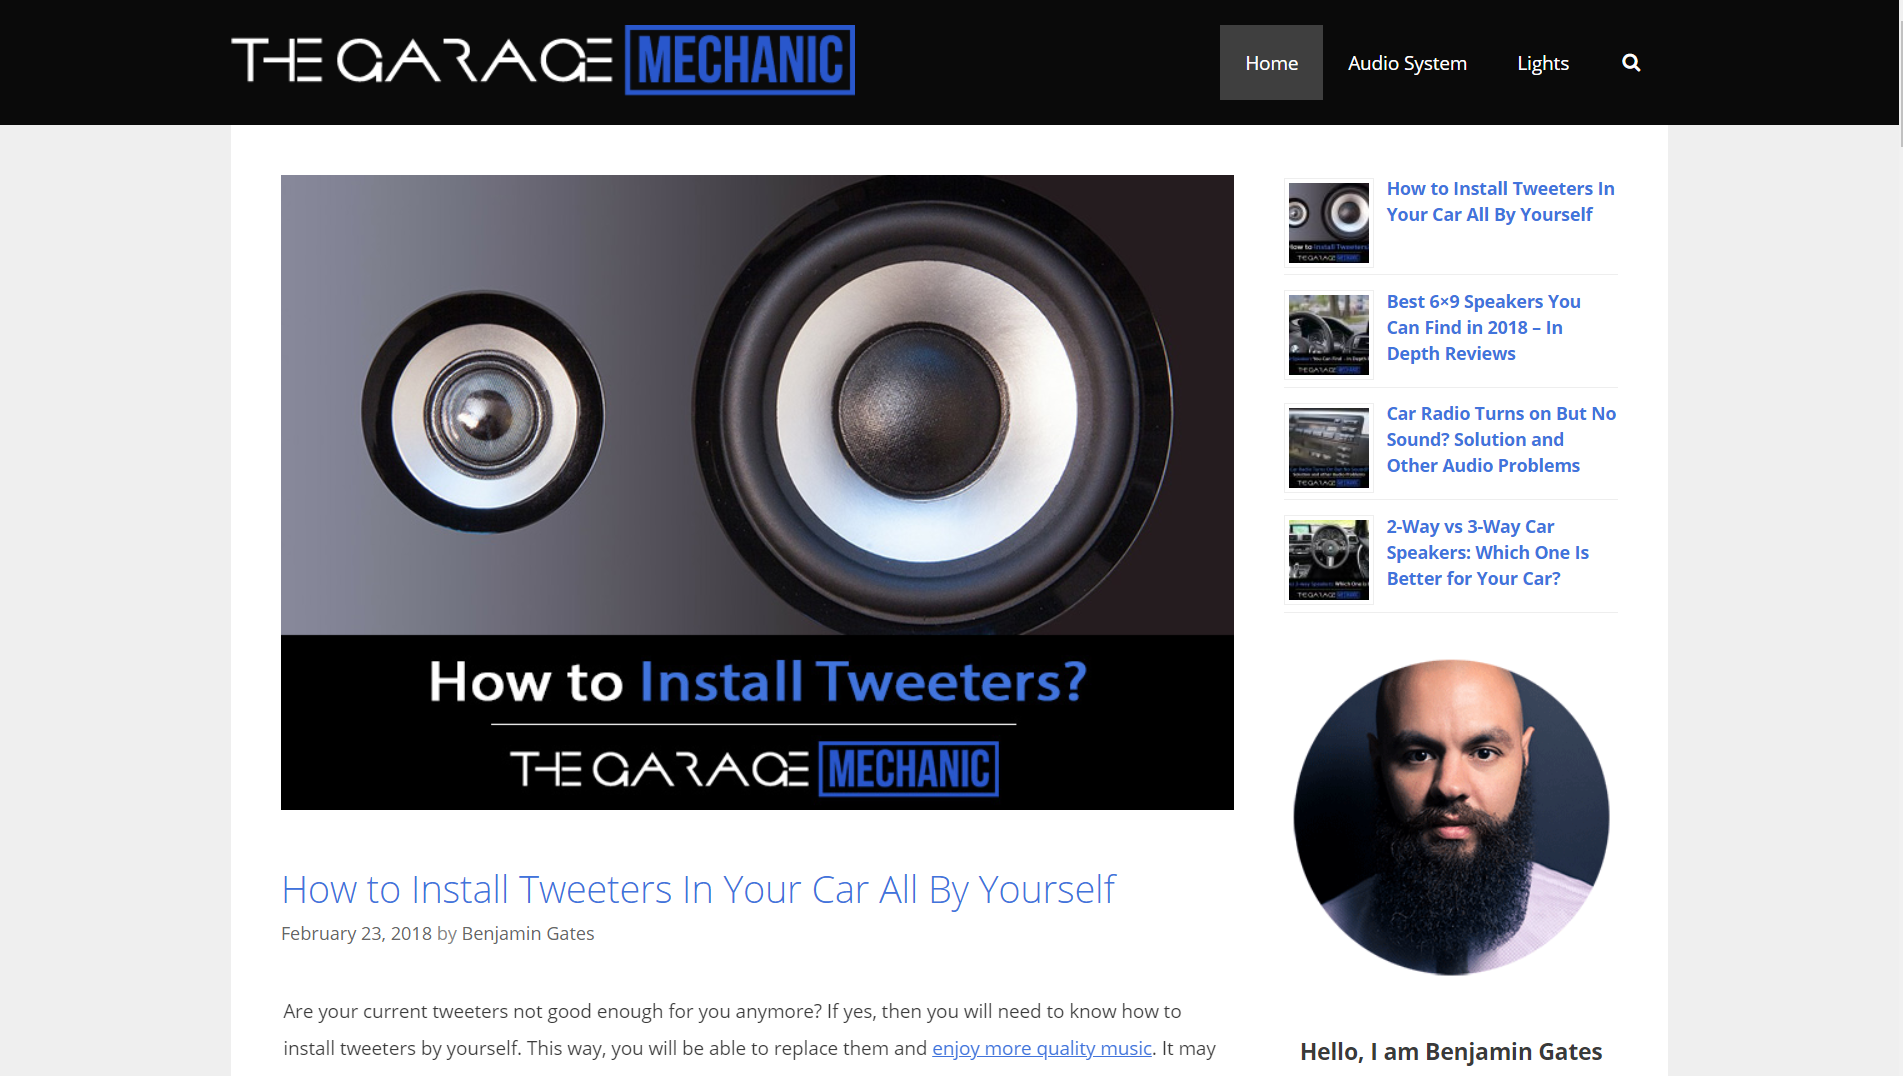 THE GARAGE MECHANIC
Home
Audio System
Lights
How to Install Tweeters?
THE GARAGE MECHANIC
How to Install Tweeters In Your Car All By Yourself
February 23, 2018 by Benjamin Gates
Are your current tweeters not good enough for you anymore? If yes, then you will need to know how to
install tweeters by yourself. This way, you will be able to replace them and enjoy more quality music. It may
How to Install Tweeters In
Your Car All By Yourself
Best 6×9 Speakers You
Can Find in 2018 – In
Depth Reviews
Car Radio Turns on But No
Sound? Solution and
Other Audio Problems
2-Way vs 3-Way Car
Speakers: Which One Is
Better for Your Car?
Hello, I am Benjamin Gates